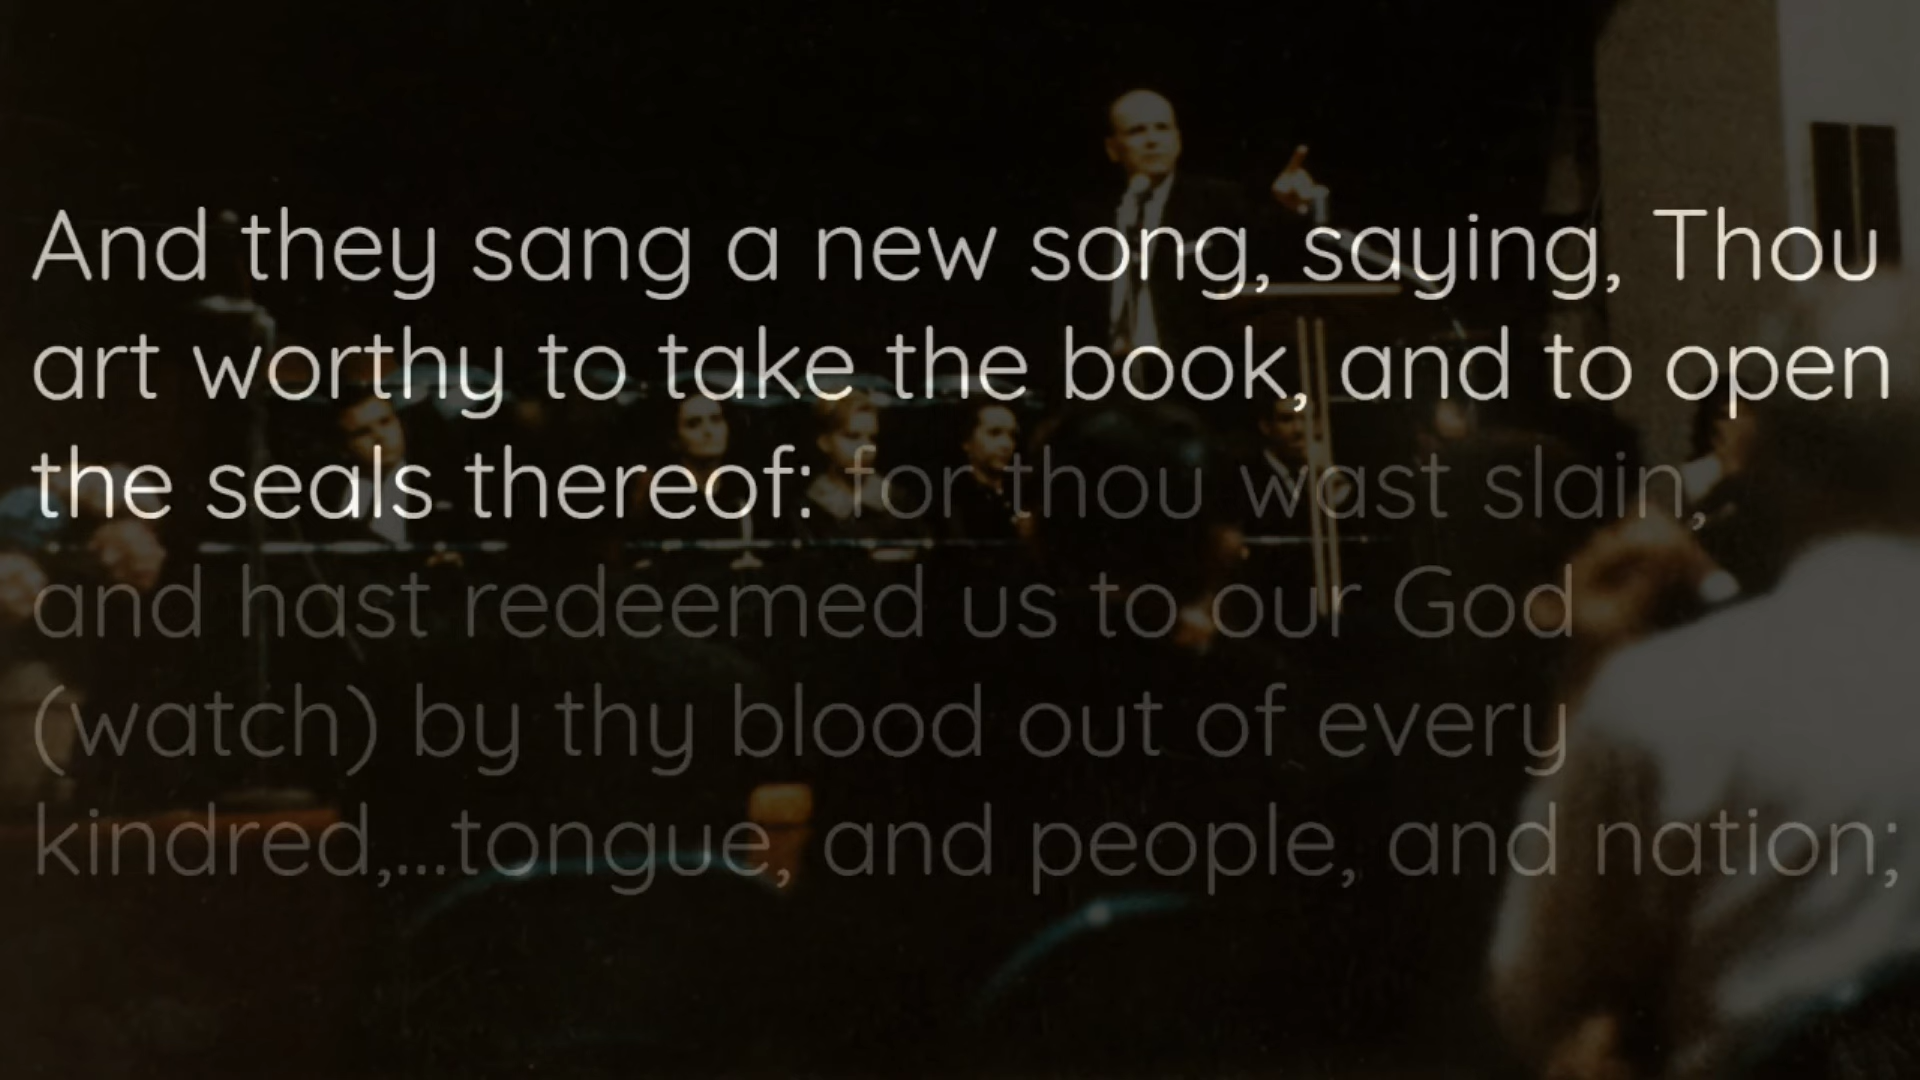 And they sang a new song, saying, Thou
art worthy to take the book, and to open
the seals thereof: for thou wast slain,
and hast redeemed us to our God
(watch) by thy blood out of every
kindred,...tongue, and people, and nation;